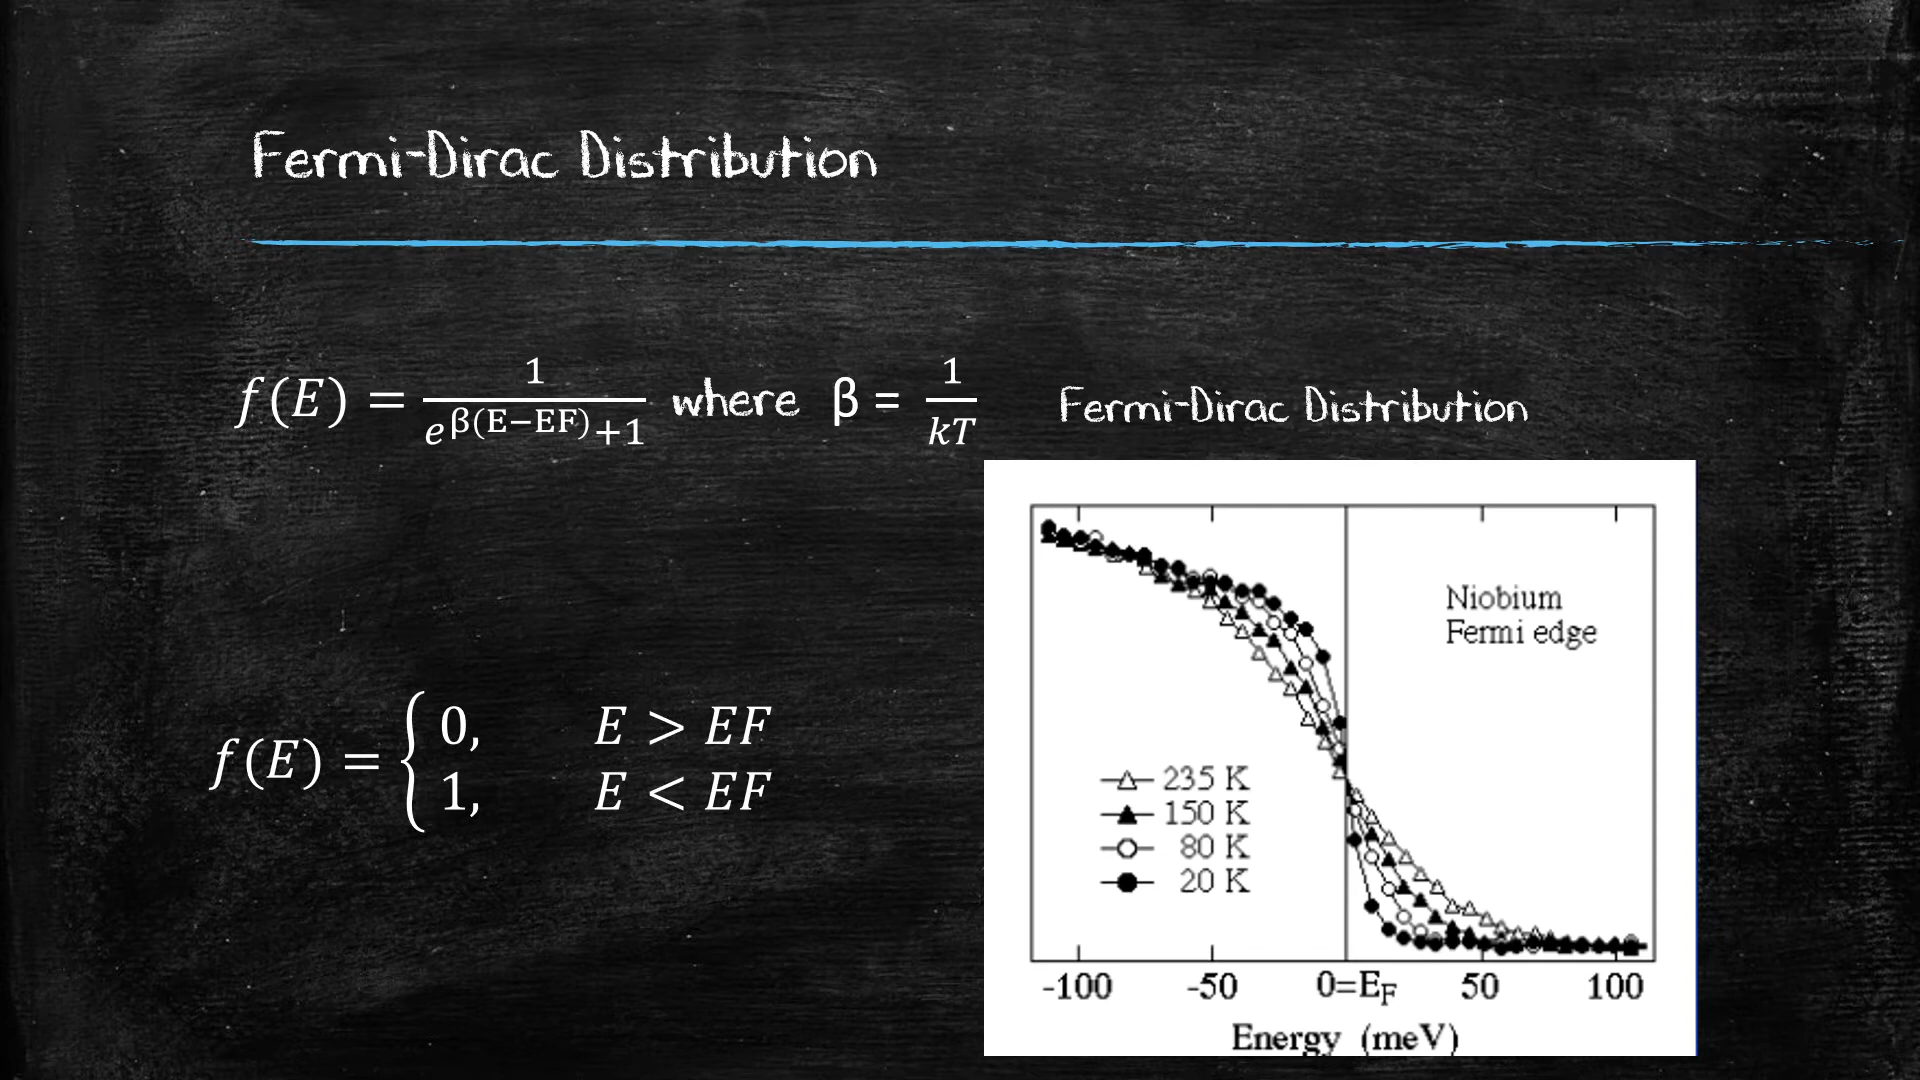 Fermi-Dirac Distribution
f(E) = 1/(e^β(E−EF)+1) where β = 1/kT
Fermi-Dirac Distribution
f(E) = { 0, E > EF
1, E < EF
Niobium
Fermi edge
235 K
150 K
80 K
20 K
-100 -50 0=E_F 50 100
Energy (meV)